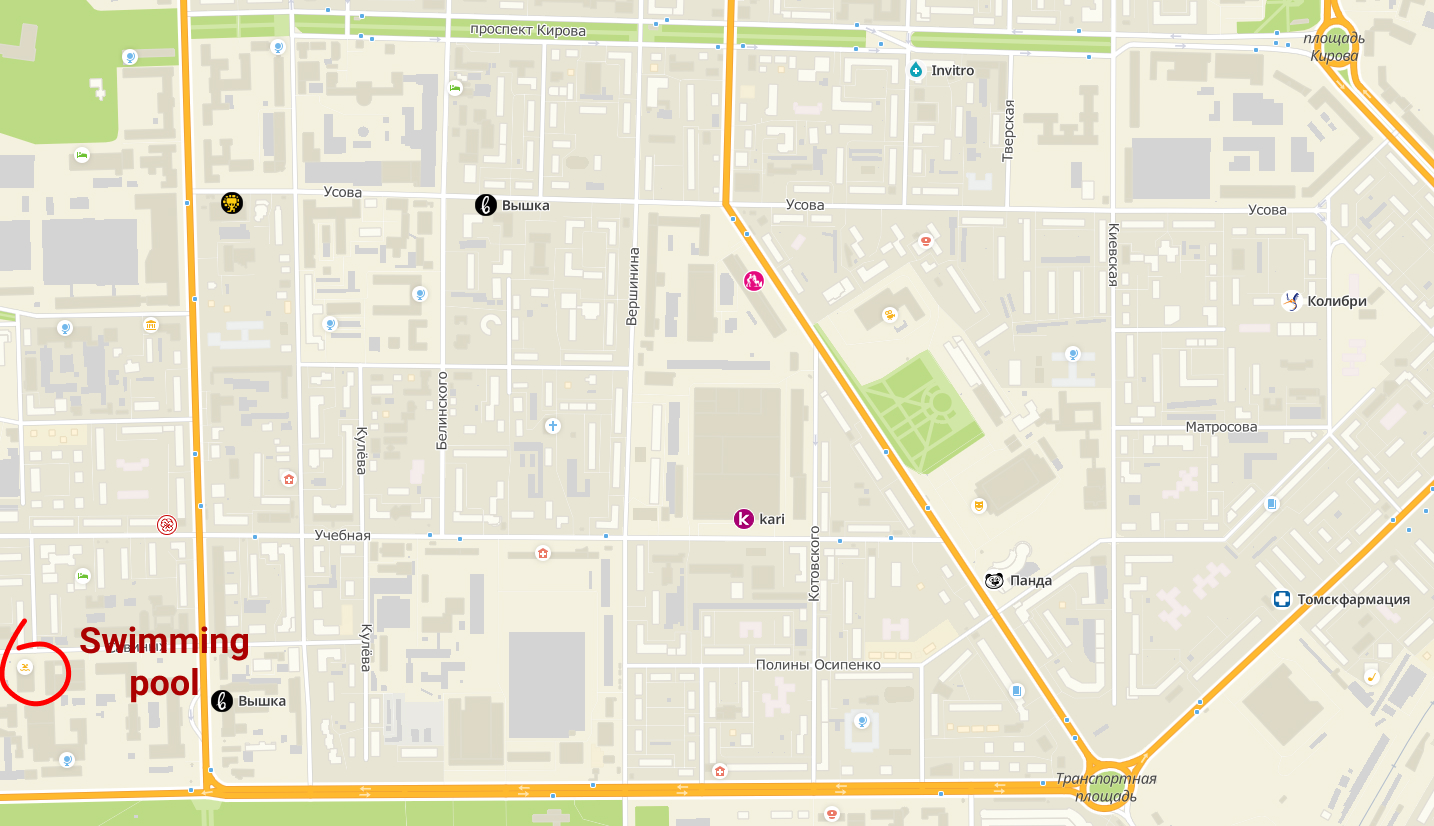 проспект Кирова
площадь
Кирова
Invitro
Тверская
Усова
Вышка
Усова
Усова
Киевская
Вершинина
Колибри
Белинского
Матросова
Кулёва
kari
Учебная
Котовского
Панда
Томскфармация
Swimming
pool
Кулёва
Полины Осипенко
Вышка
Транспортная
площадь